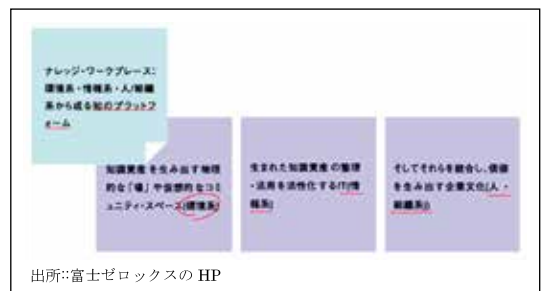 ナレッジ・ワークプレース：
環境系・情報系・人/組織
系から成る知のプラットフ
ォーム
知識資産 を生み出す物理
的な「場」や仮想的なコミ
ュニティ・スペース(環境系)
生まれた知識資産 の整理
・活用を活性化するIT(情
報系)
そしてそれらを統合し、価値
を生み出す企業文化(人・
組織系)
出所::富士ゼロックスの HP